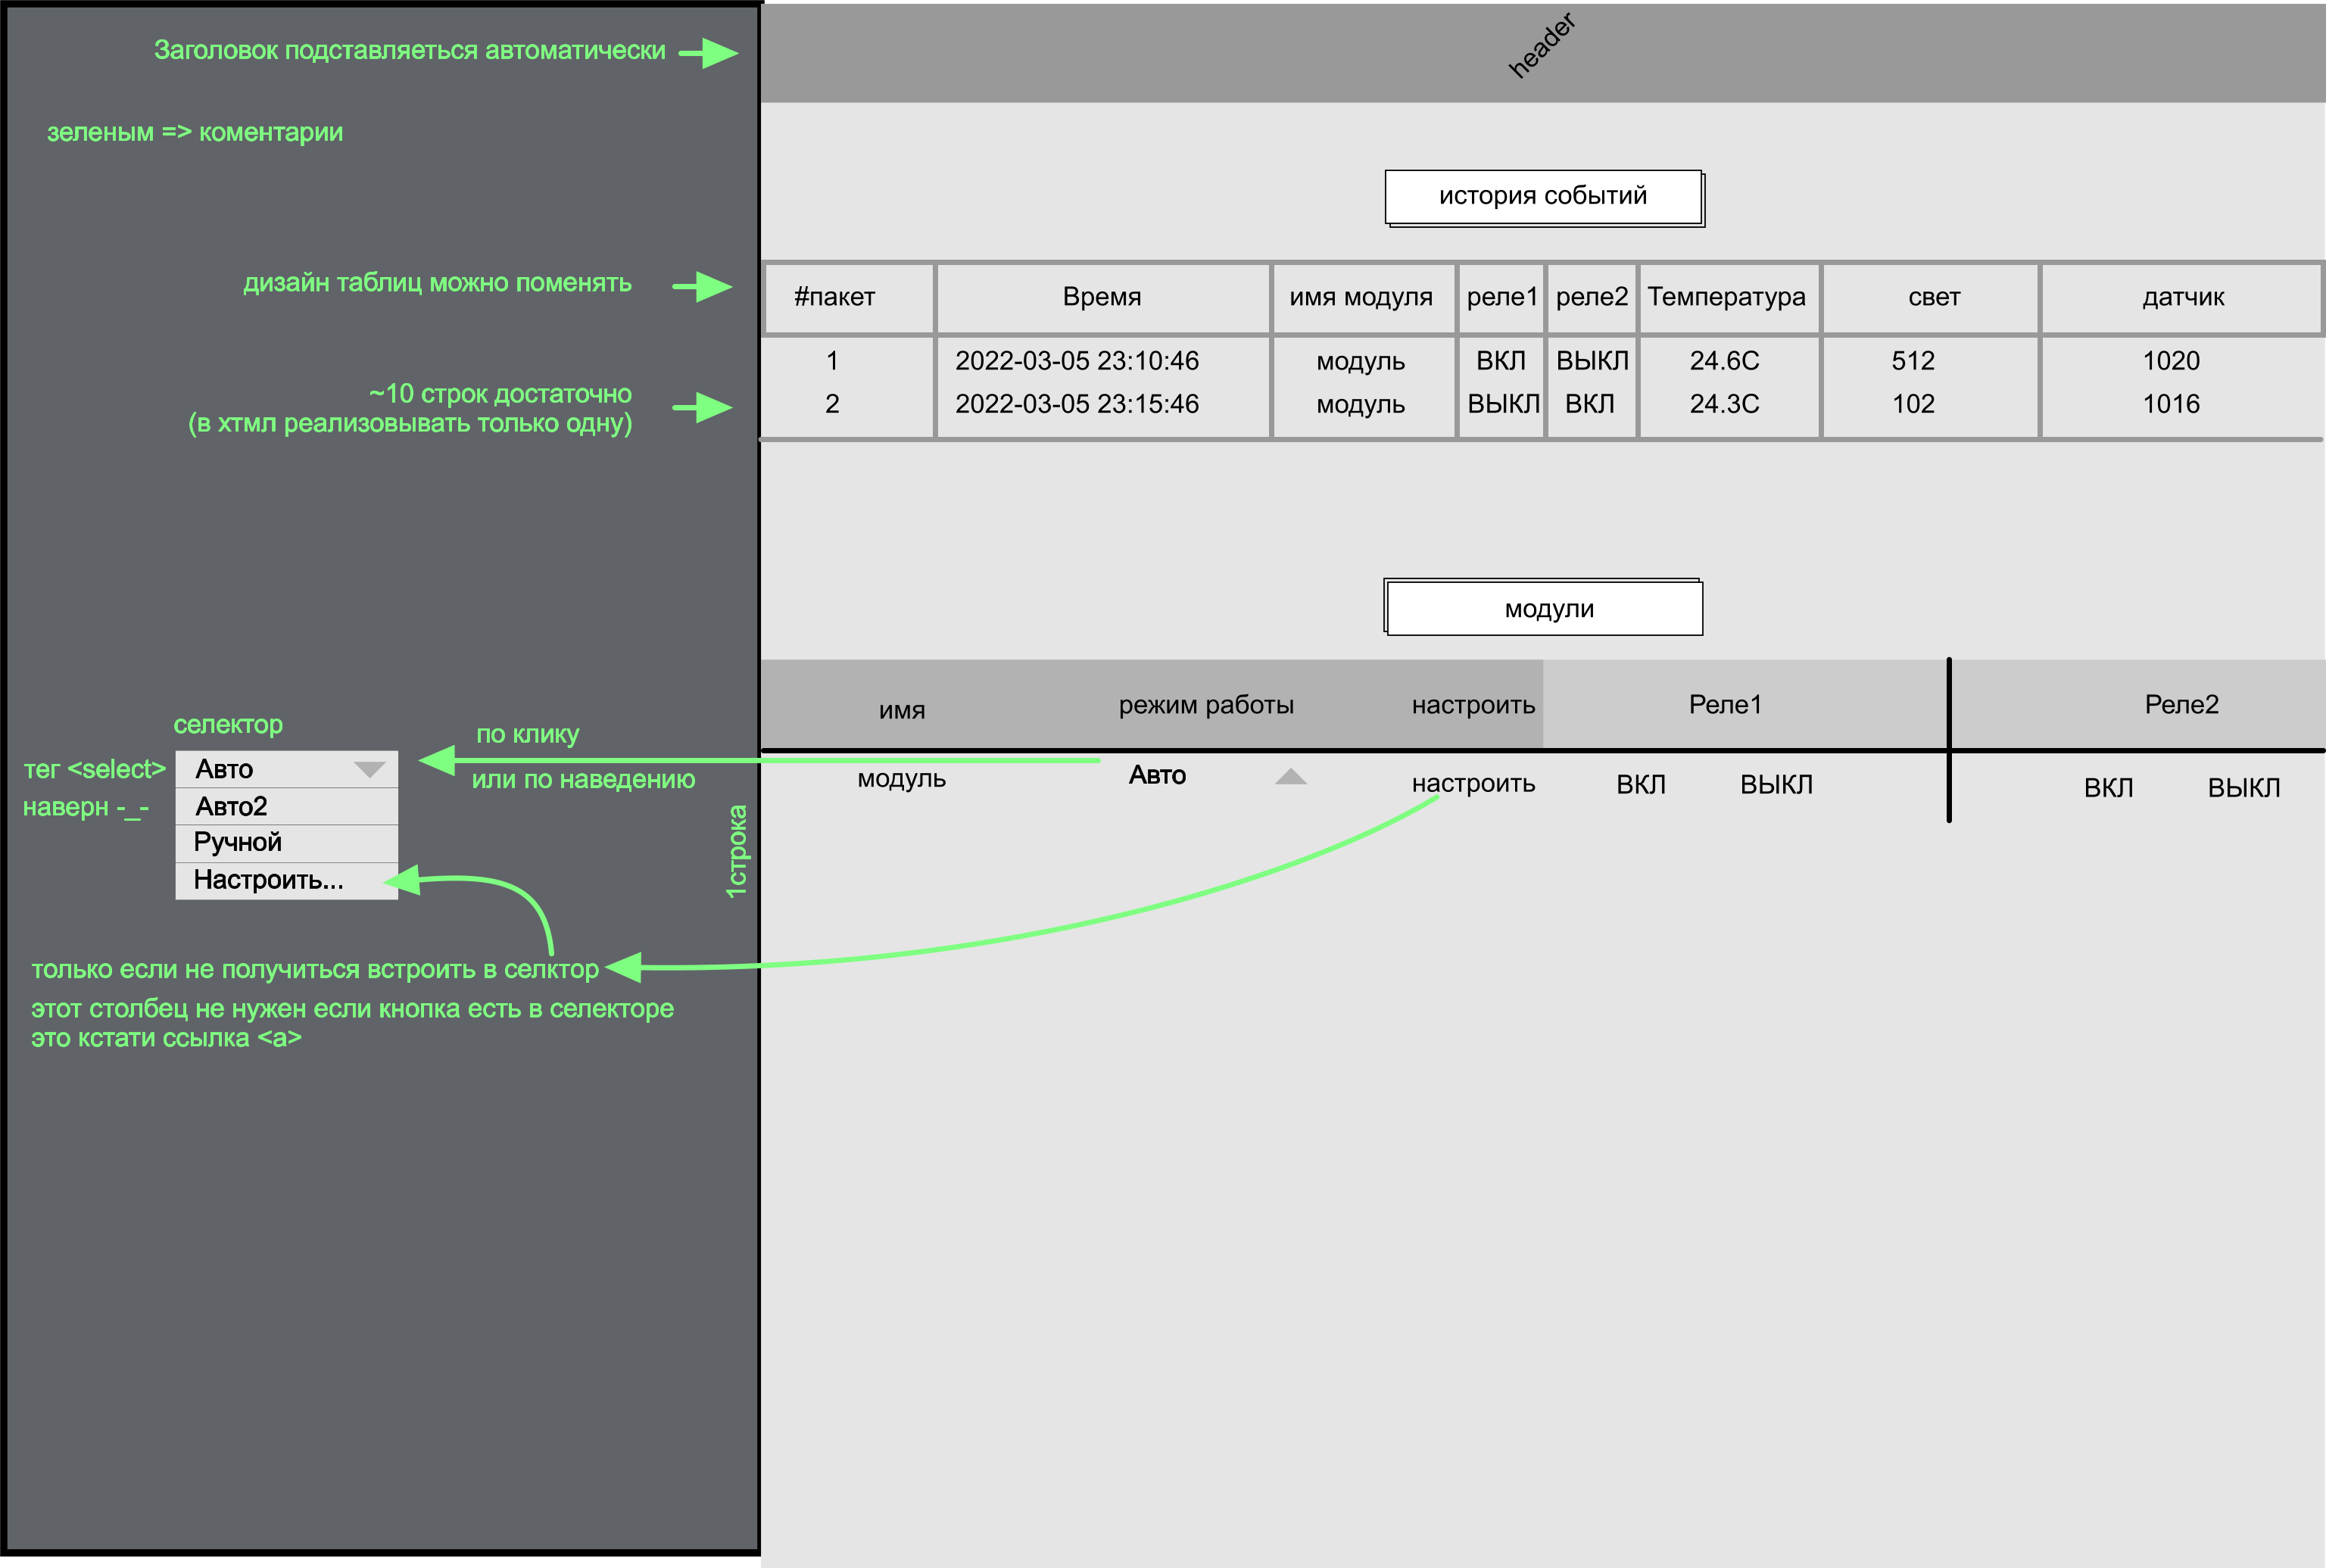 Заголовок подставляеться автоматически
header
зеленым => коментарии
история событий
дизайн таблиц можно поменять
#пакет Время имя модуля реле1 реле2 Температура свет датчик
1 2022-03-05 23:10:46 модуль ВКЛ ВЫКЛ 24.6С 512 1020
2 2022-03-05 23:15:46 модуль ВЫКЛ ВКЛ 24.3С 102 1016
~10 строк достаточно
(в хтмл реализовывать только одну)
модули
имя режим работы настроить Реле1 Реле2
модуль Авто настроить ВКЛ ВЫКЛ ВКЛ ВЫКЛ
селектор
по клику
или по наведению
тег <select>
наверн -_-
Авто
Авто2
Ручной
Настроить...
1строка
только если не получиться встроить в селктор
этот столбец не нужен если кнопка есть в селекторе
это кстати ссылка <a>